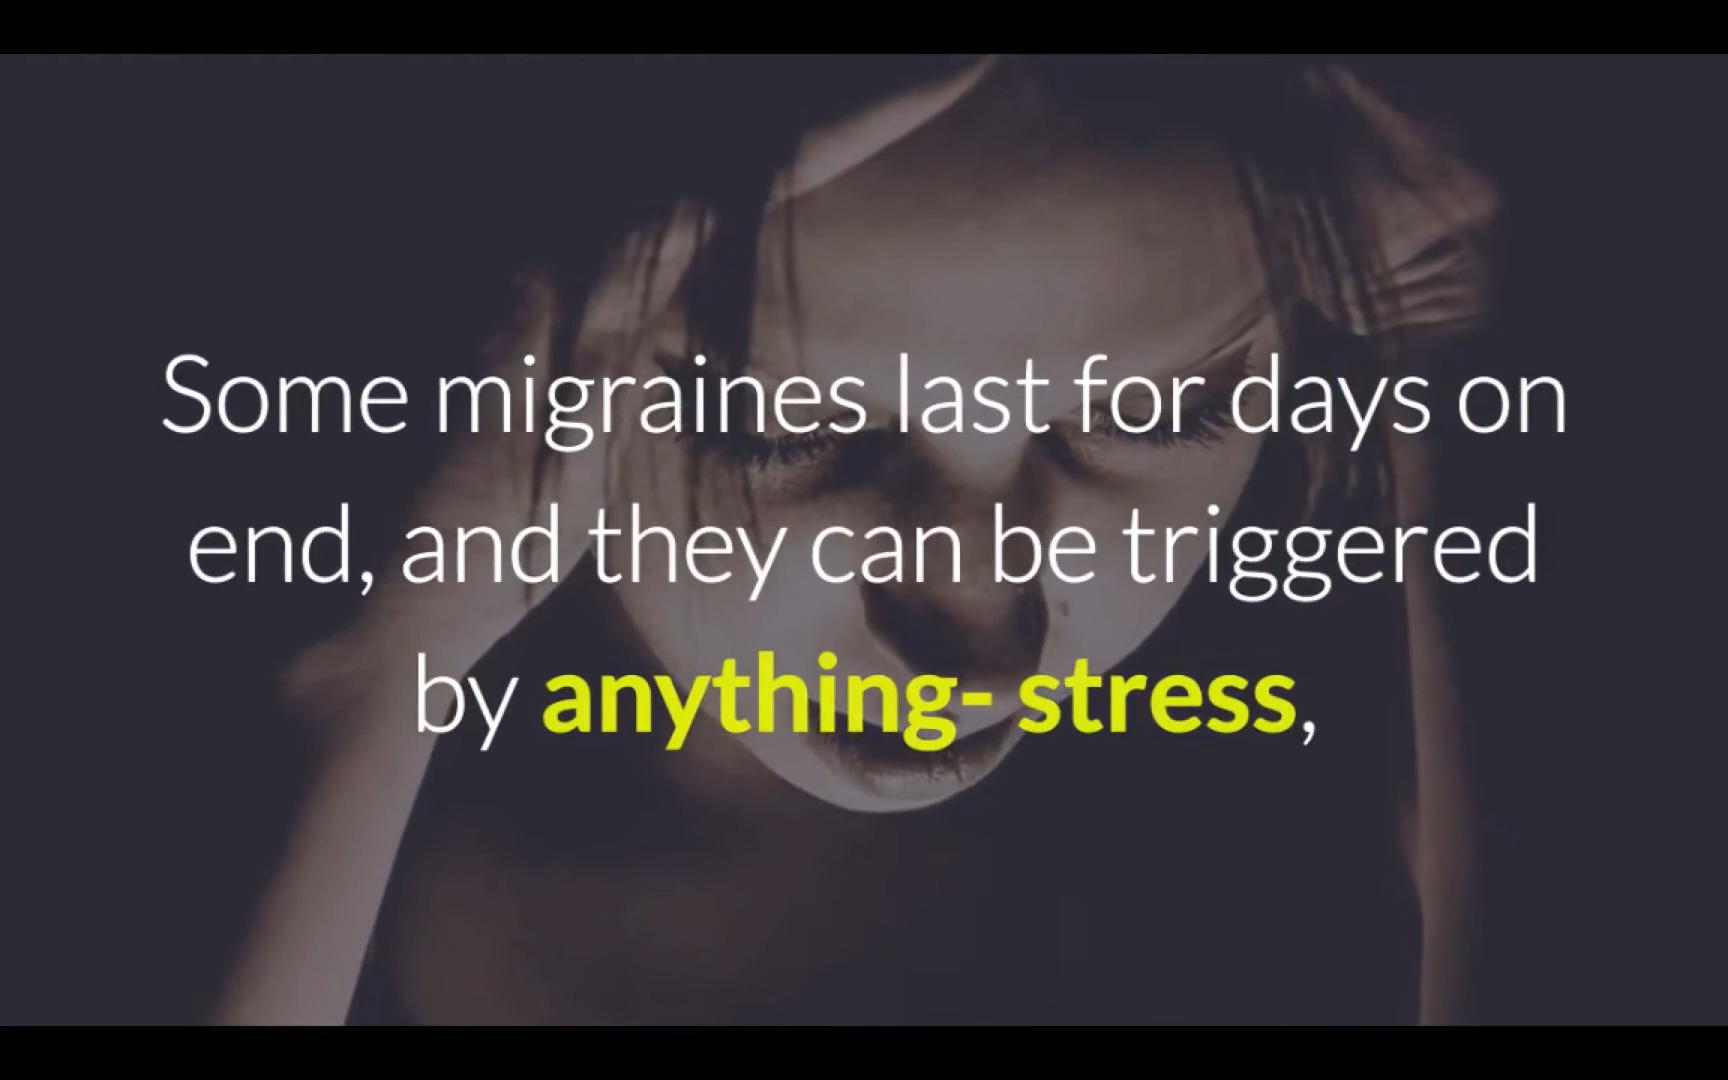 Some migraines last for days on
end, and they can be triggered
by anything- stress,